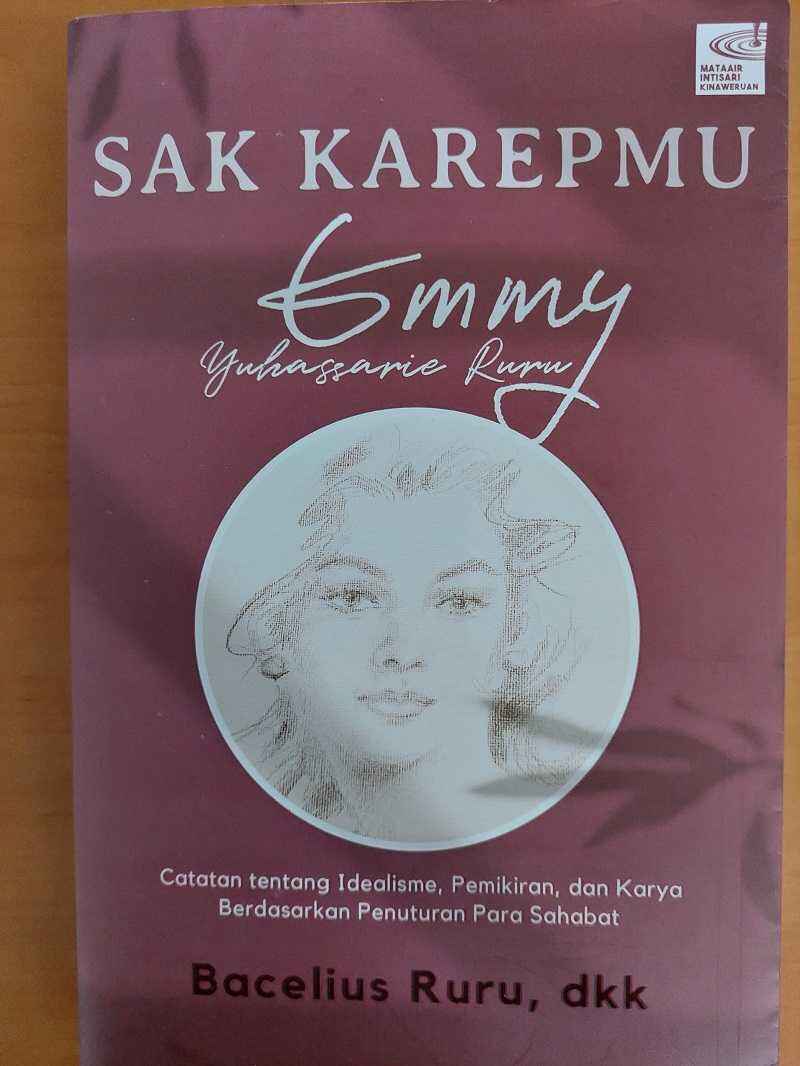 MATAAIR
INTISARI
KINAWERUAN
SAK KAREPMU
Emmy
Yuhassarie Ruru
Catatan tentang Idealisme, Pemikiran, dan Karya
Berdasarkan Penuturan Para Sahabat
Bacelius Ruru, dkk